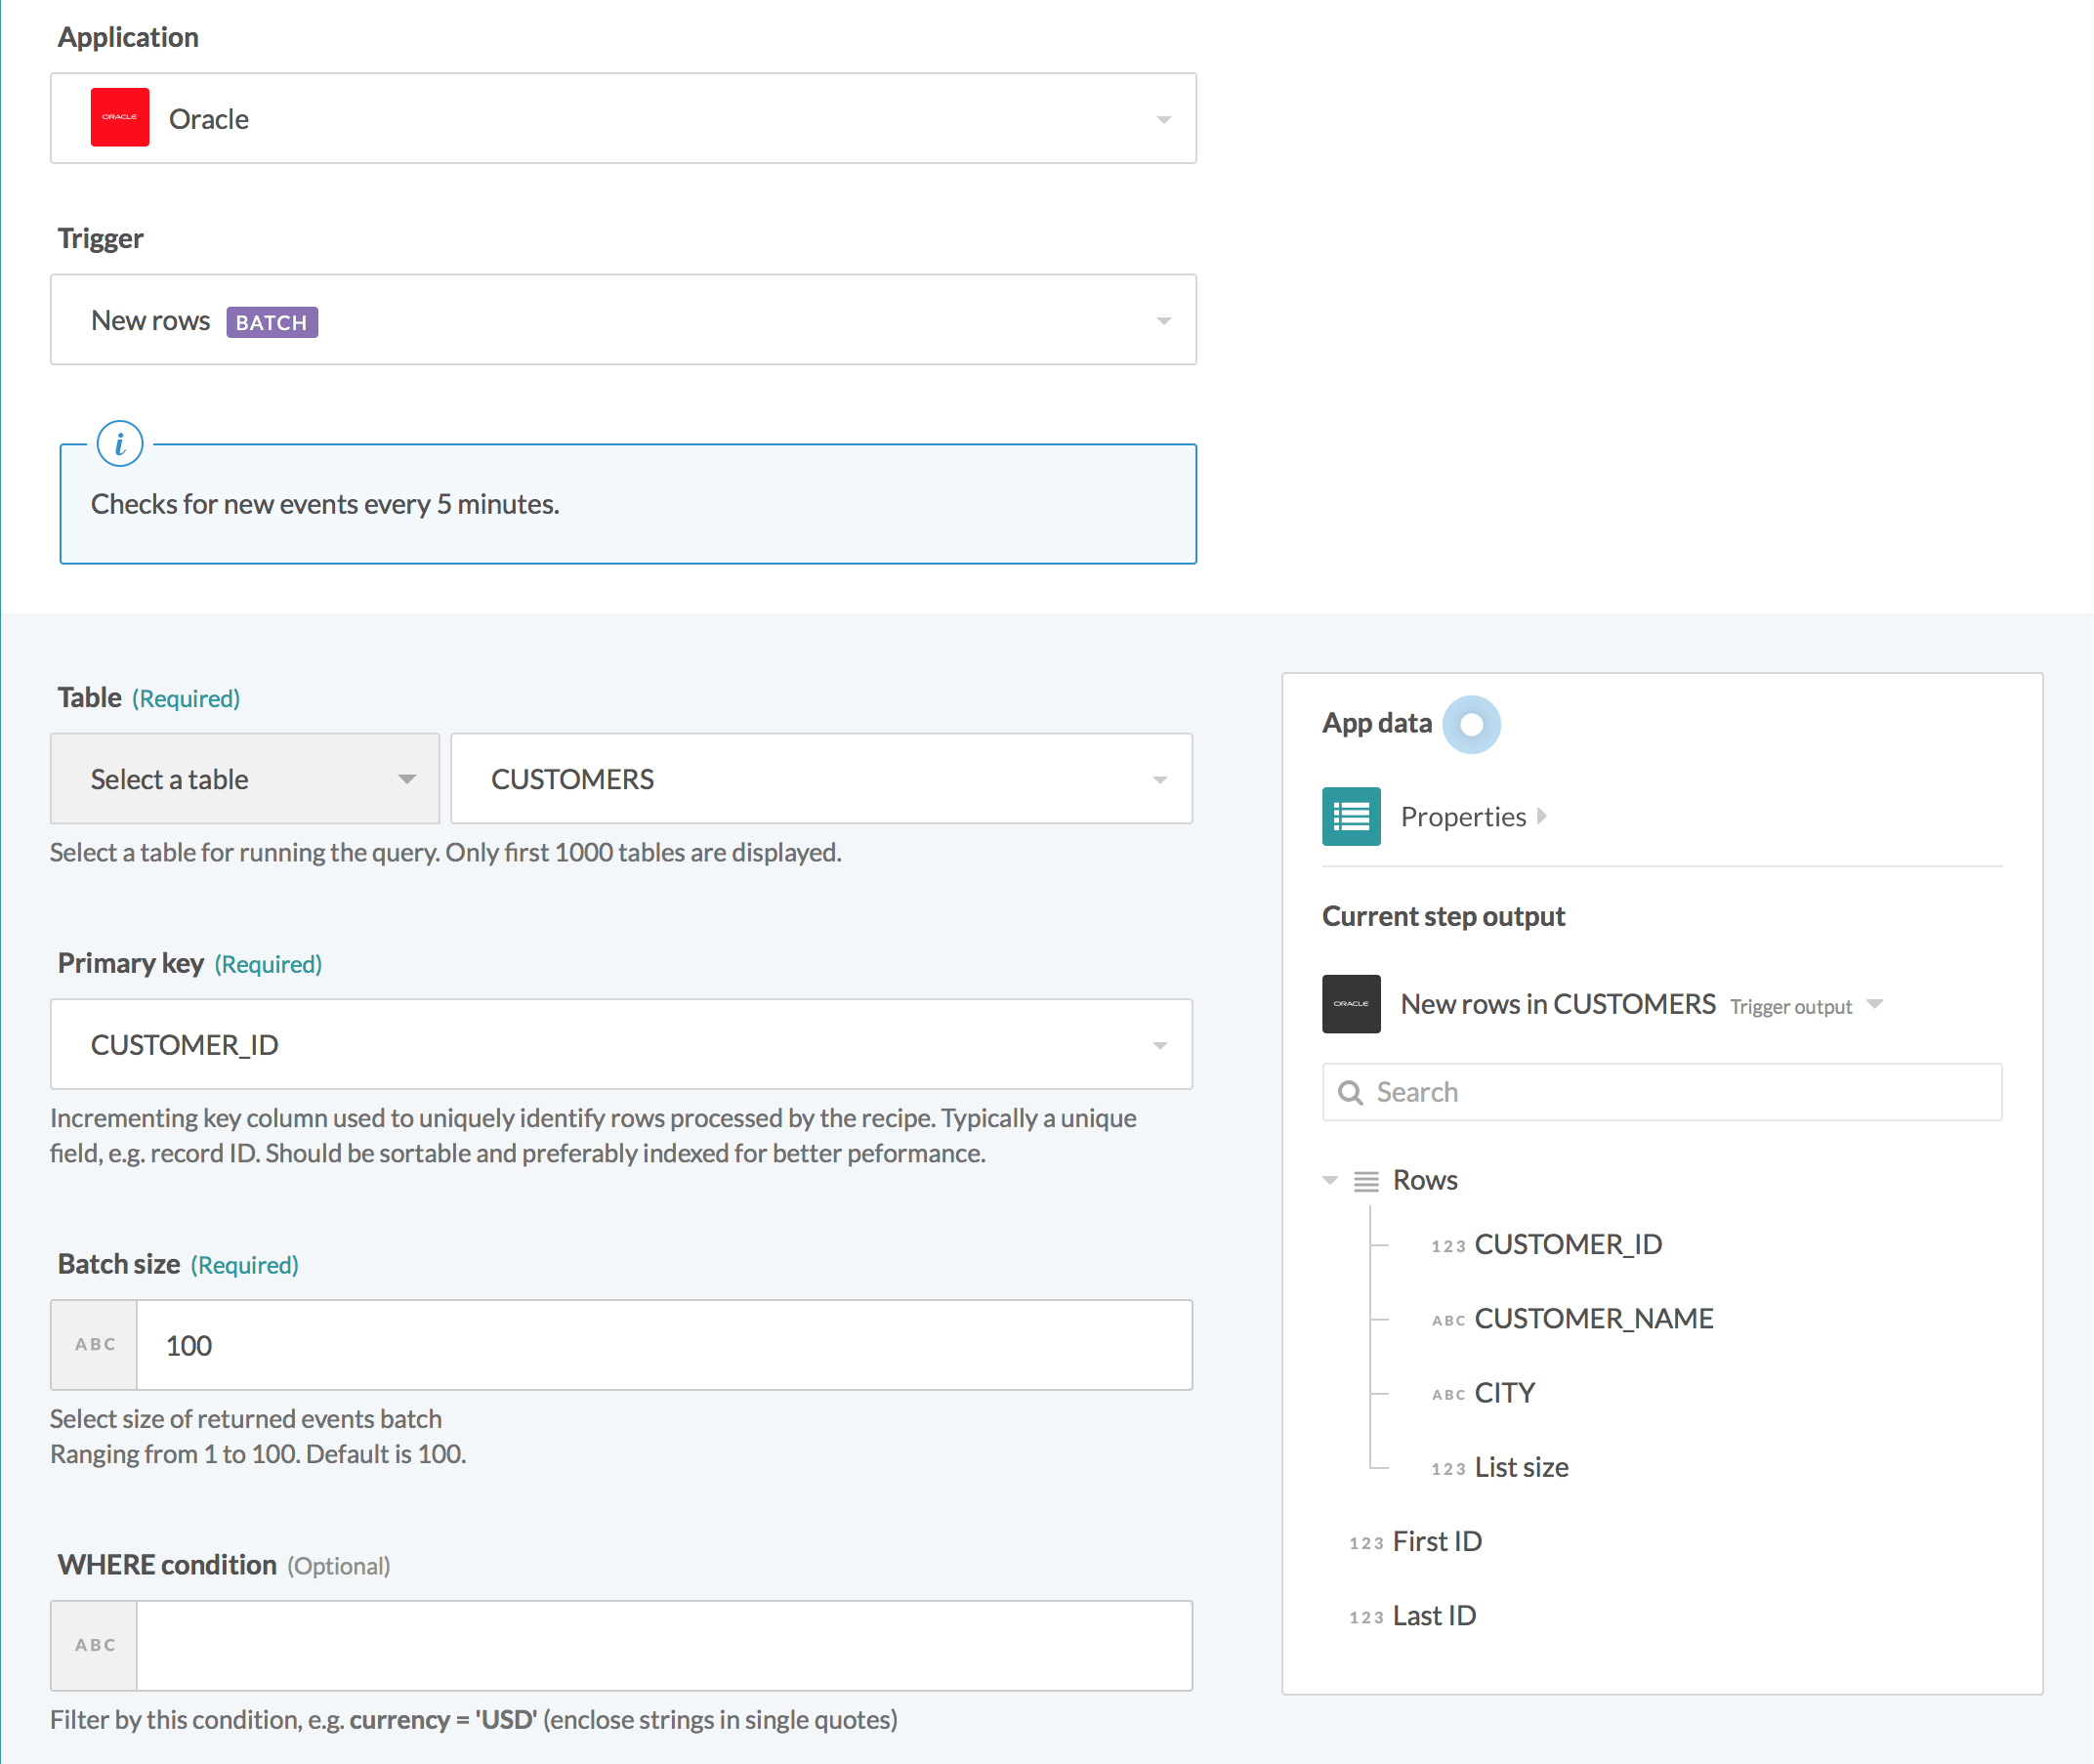 Application
ORACLE
Oracle
Trigger
New rows BATCH
i
Checks for new events every 5 minutes.
Table (Required)
Select a table
CUSTOMERS
Select a table for running the query. Only first 1000 tables are displayed.
Primary key (Required)
CUSTOMER_ID
Incrementing key column used to uniquely identify rows processed by the recipe. Typically a unique
field, e.g. record ID. Should be sortable and preferably indexed for better peformance.
Batch size (Required)
ABC 100
Select size of returned events batch
Ranging from 1 to 100. Default is 100.
WHERE condition (Optional)
ABC
Filter by this condition, e.g. currency = 'USD' (enclose strings in single quotes)
App data
Properties
Current step output
ORACLE
New rows in CUSTOMERS Trigger output
Search
Rows
123 CUSTOMER_ID
ABC CUSTOMER_NAME
ABC CITY
123 List size
123 First ID
123 Last ID